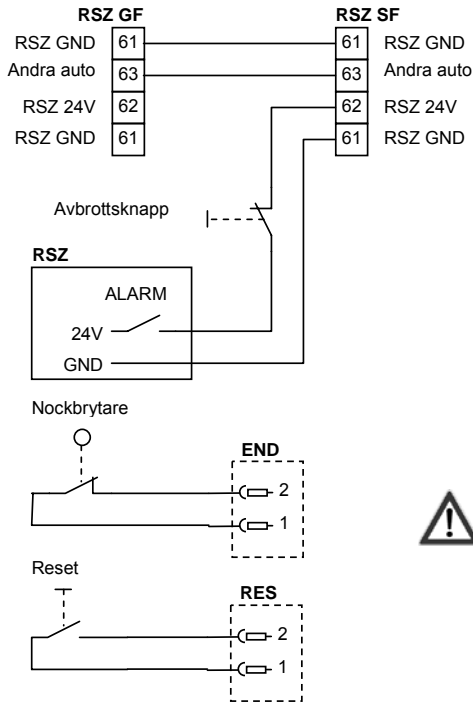 RSZ GF RSZ SF
RSZ GND 61 61 RSZ GND
Andra auto 63 63 Andra auto
RSZ 24V 62 62 RSZ 24V
RSZ GND 61 61 RSZ GND
Avbrottsknapp
RSZ
ALARM
24V
GND
Nockbrytare
END
2
1
Reset
RES
2
1